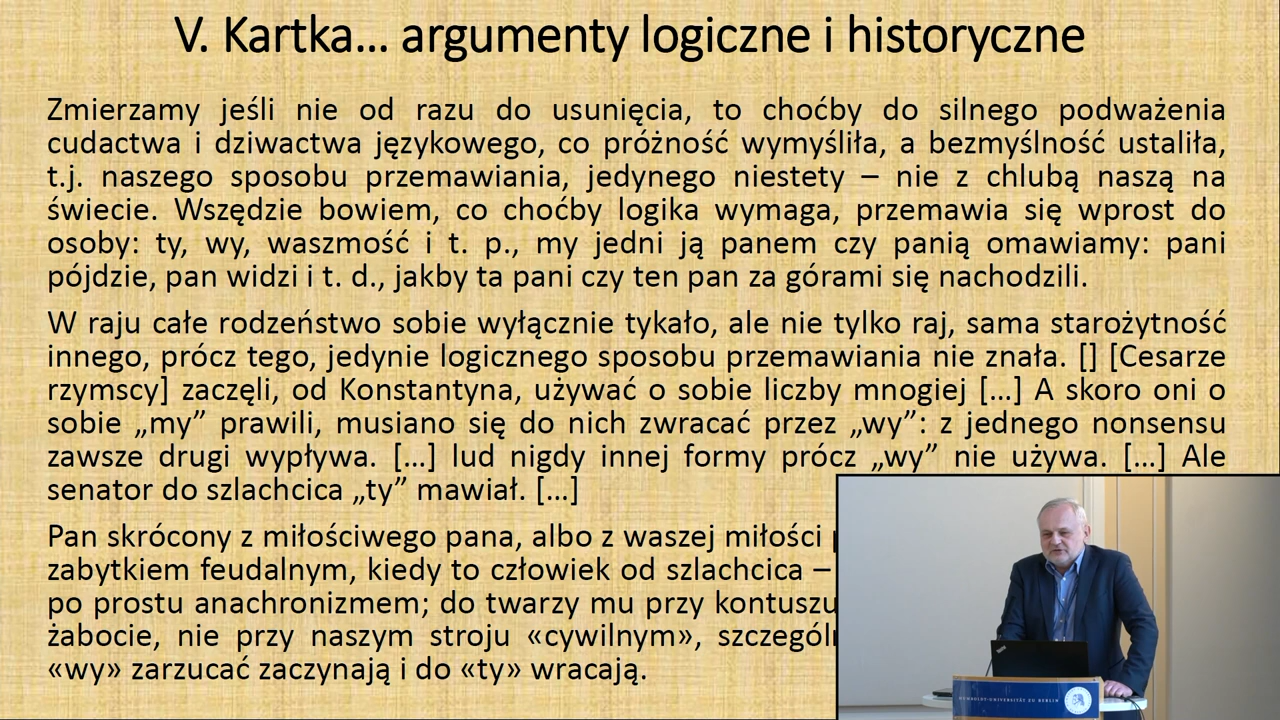 V. Kartka... argumenty logiczne i historyczne
Zmierzamy jeśli nie od razu do usunięcia, to choćby do silnego podważenia
cudactwa i dziwactwa językowego, co próżność wymyśliła, a bezmyślność ustaliła,
t.j. naszego sposobu przemawiania, jedynego niestety – nie z chlubą naszą na
świecie. Wszędzie bowiem, co choćby logika wymaga, przemawia się wprost do
osoby: ty, wy, waszmość i t. p., my jedni ją panem czy panią omawiamy: pani
pójdzie, pan widzi i t. d., jakby ta pani czy ten pan za górami się nachodzili.
W raju całe rodzeństwo sobie wyłącznie tykało, ale nie tylko raj, sama starożytność
innego, prócz tego, jedynie logicznego sposobu przemawiania nie znała. [] [Cesarze
rzymscy] zaczęli, od Konstantyna, używać o sobie liczby mnogiej [...] A skoro oni o
sobie „my” prawili, musiano się do nich zwracać przez „wy”: z jednego nonsensu
zawsze drugi wypływa. [...] lud nigdy innej formy prócz „wy” nie używa. [...] Ale
senator do szlachcica „ty” mawiał. [...]
Pan skrócony z miłościwego pana, albo z waszej miłości
zabytkiem feudalnym, kiedy to człowiek od szlachcica –
po prostu anachronizmem; do twarzy mu przy kontuszu
żabocie, nie przy naszym stroju «cywilnym»,
«wy» zarzucać zaczynają i do «ty» wracają.
HUMBOLDT-UNIVERSITÄT ZU BERLIN